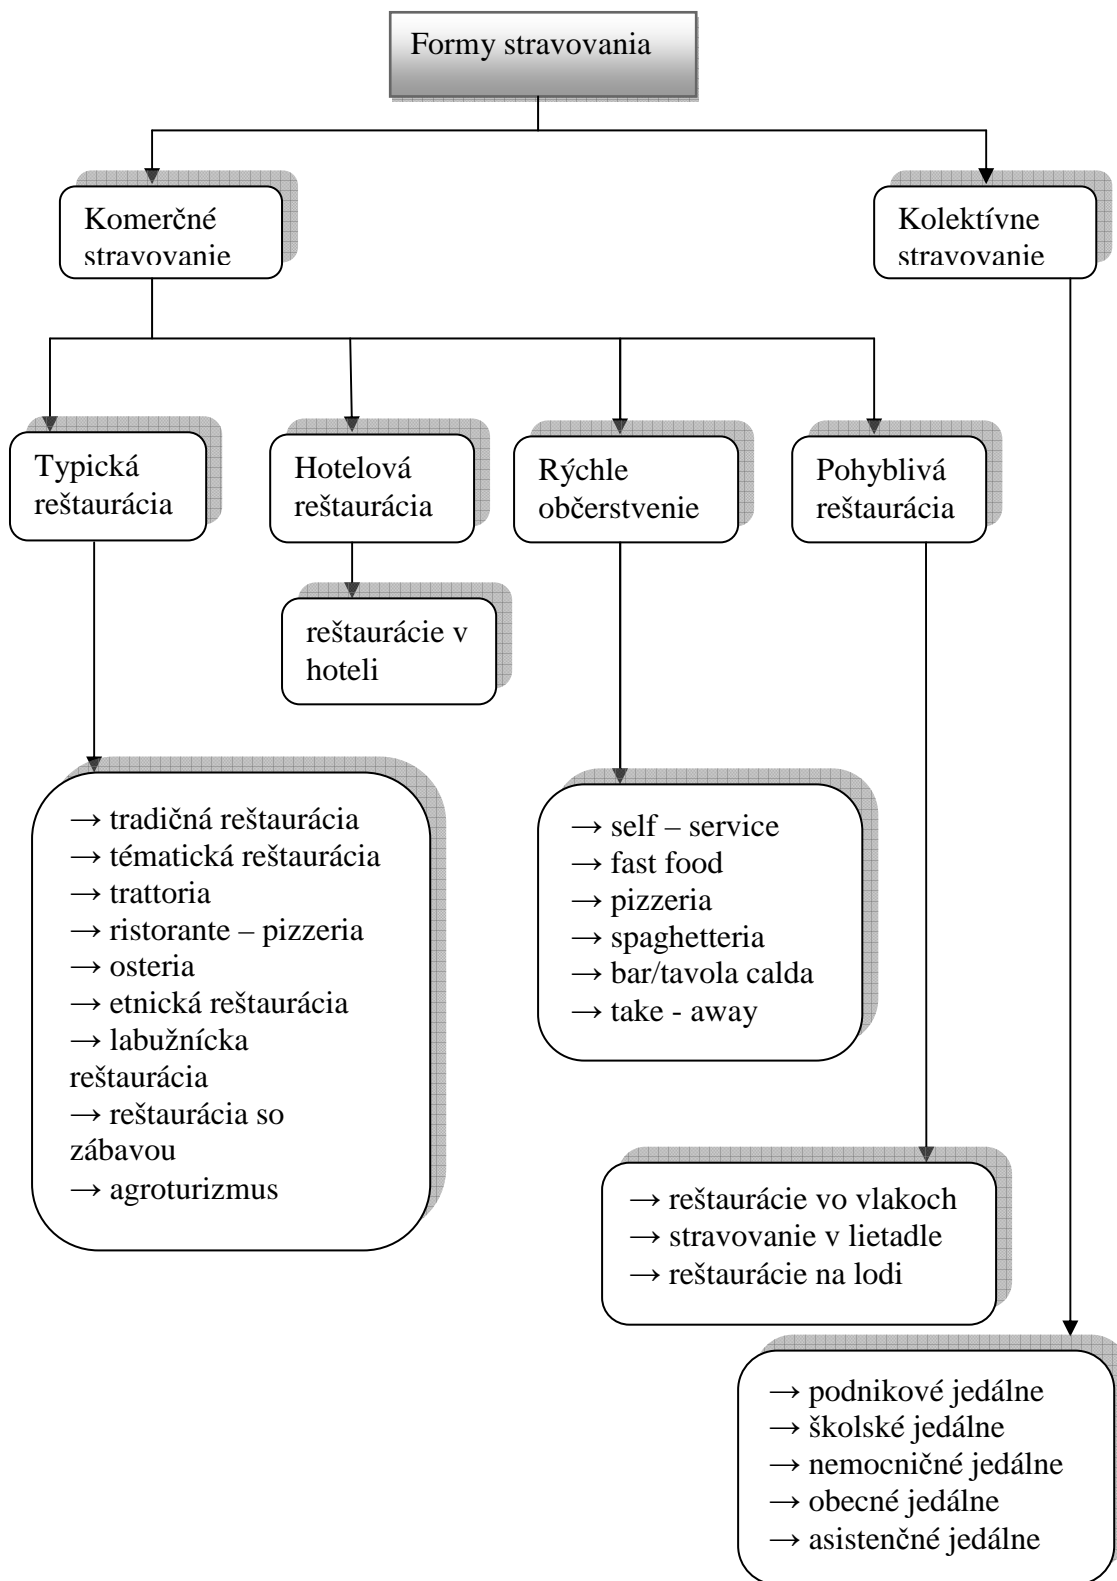 Formy stravovania
Komerčné
stravovanie
Kolektívne
stravovanie
Typická
reštaurácia
Hotelová
reštaurácia
Rýchle
občerstvenie
Pohyblivá
reštaurácia
reštaurácie v
hoteli
→ tradičná reštaurácia
→ tématická reštaurácia
→ trattoria
→ ristorante – pizzeria
→ osteria
→ etnická reštaurácia
→ labužnícka
reštaurácia
→ reštaurácia so
zábavou
→ agroturizmus
→ self – service
→ fast food
→ pizzeria
→ spaghetteria
→ bar/tavola calda
→ take - away
→ reštaurácie vo vlakoch
→ stravovanie v lietadle
→ reštaurácie na lodi
→ podnikové jedálne
→ školské jedálne
→ nemocničné jedálne
→ obecné jedálne
→ asistenčné jedálne